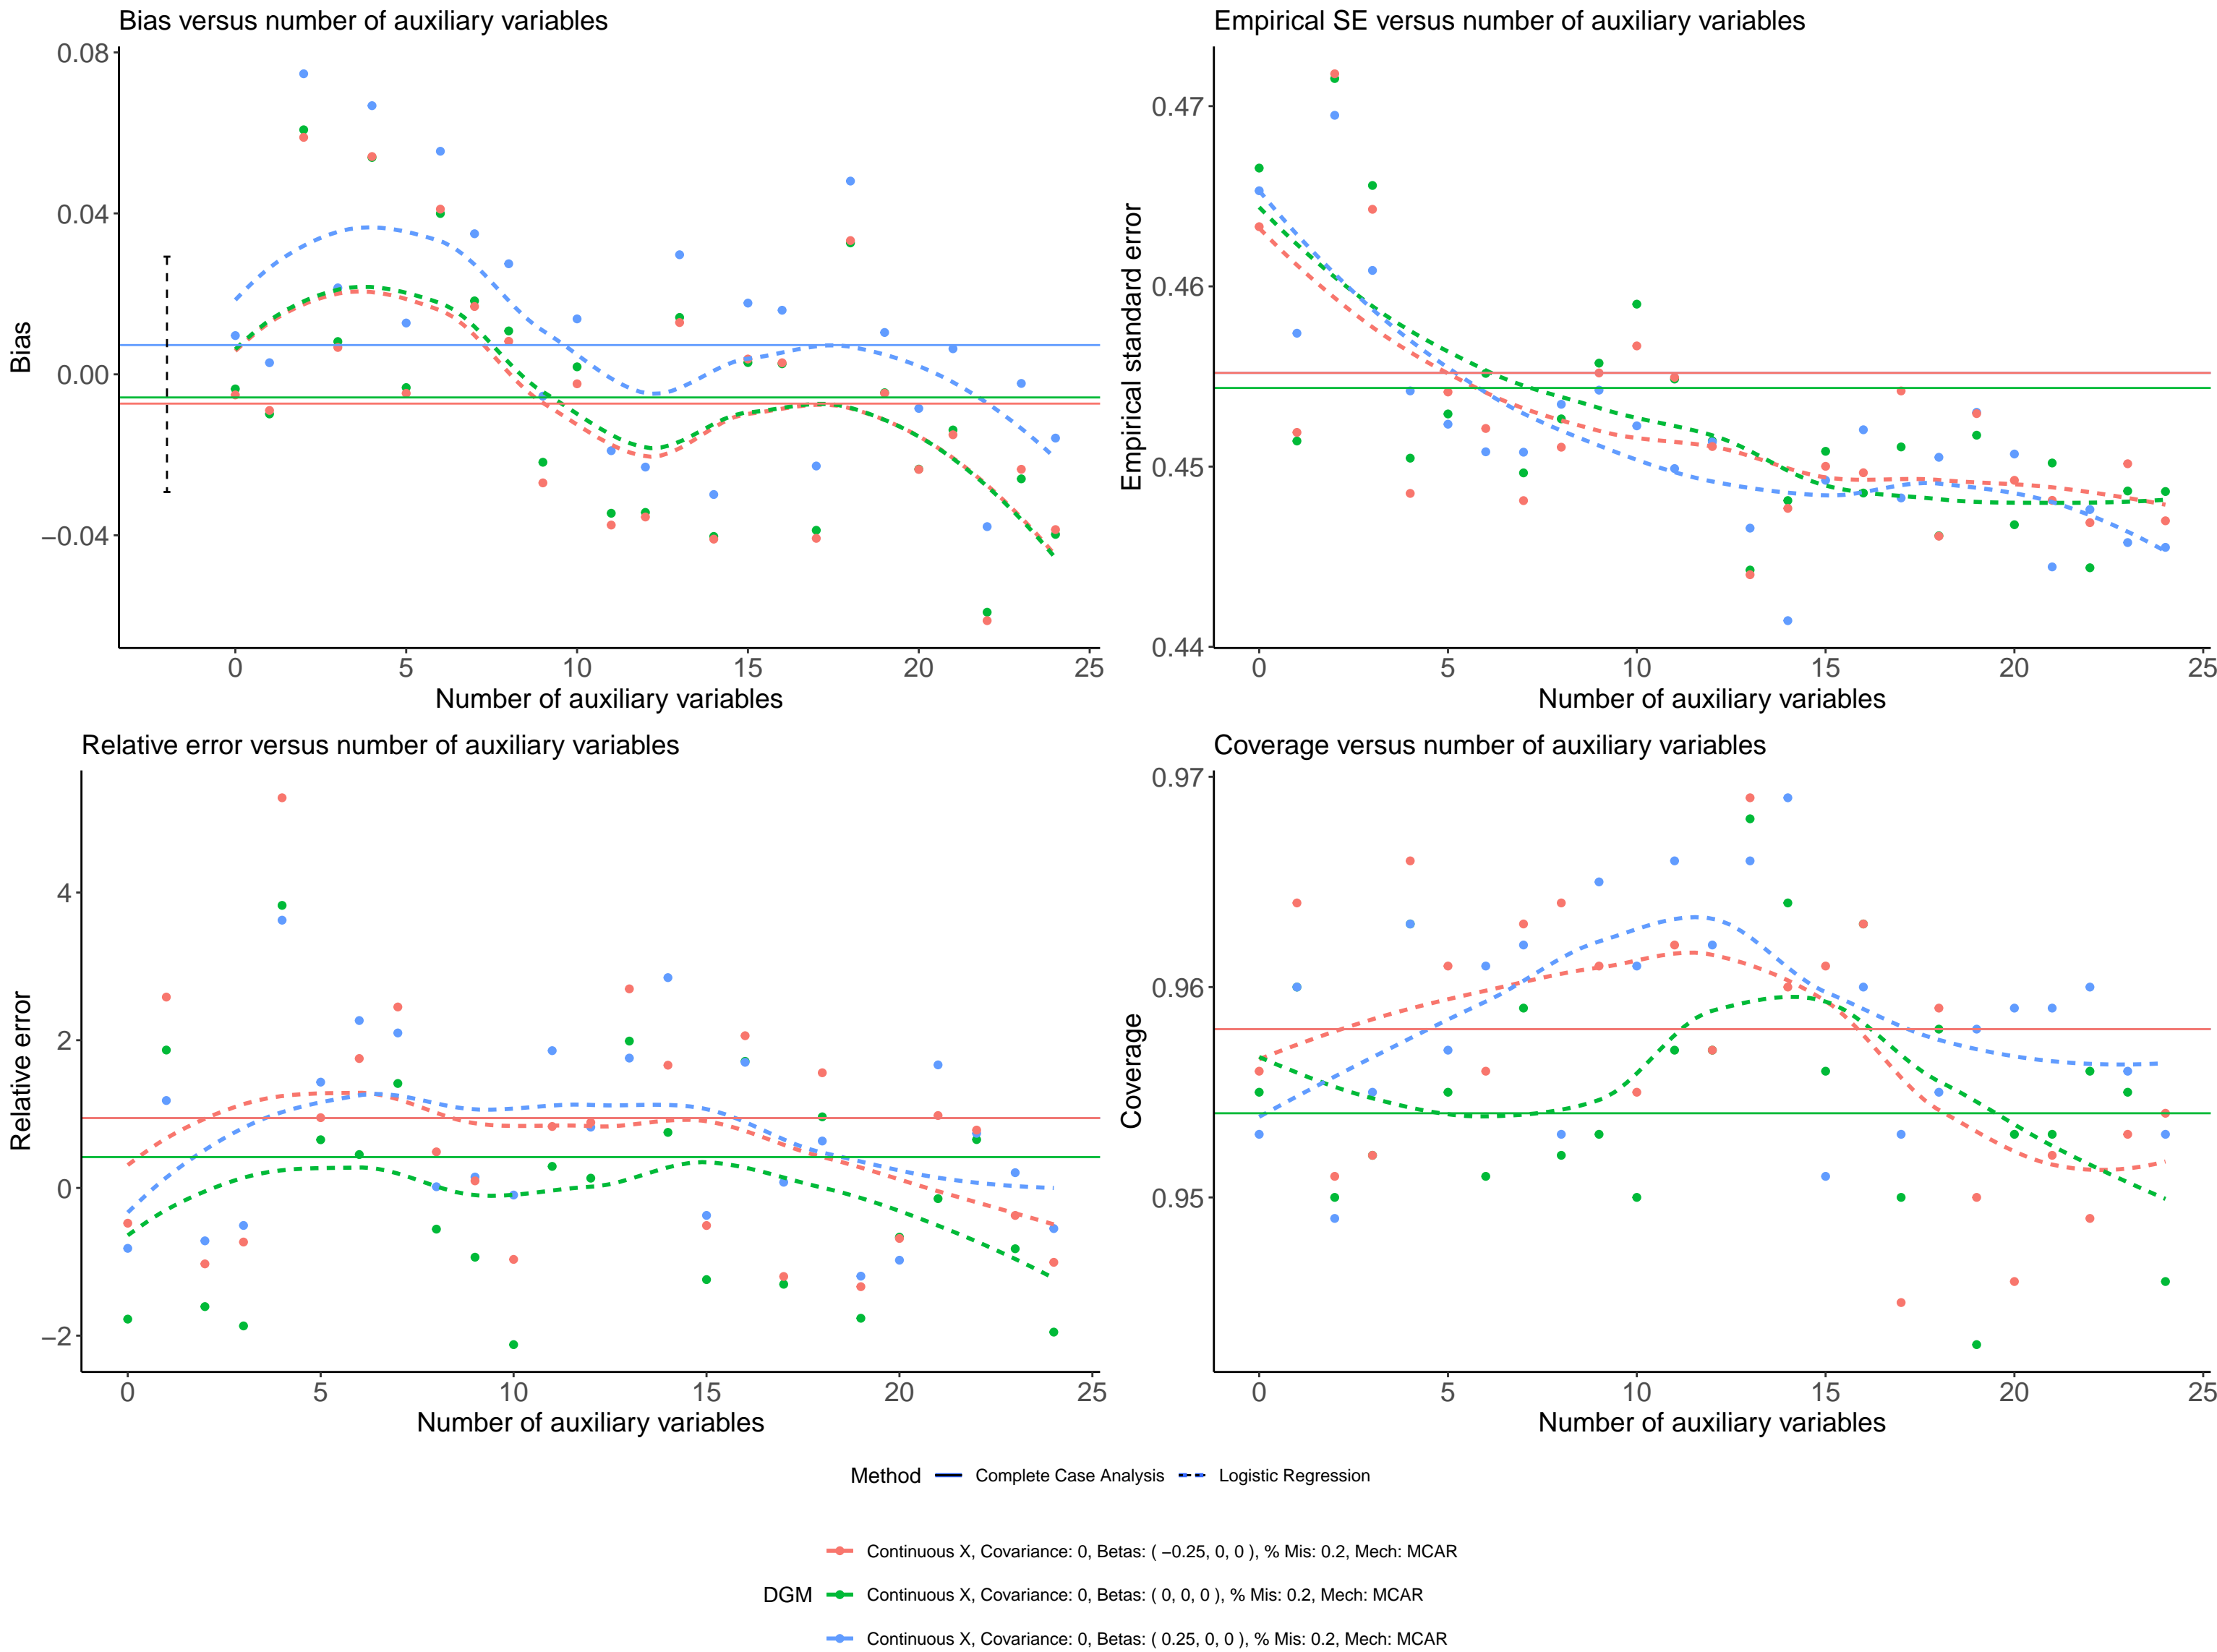 Bias versus number of auxiliary variables
0.08
0.04
0.00
−0.04
Bias
0 5 10 15 20 25
Number of auxiliary variables
Empirical SE versus number of auxiliary variables
0.47
0.46
0.45
0.44
Empirical standard error
0 5 10 15 20 25
Number of auxiliary variables
Relative error versus number of auxiliary variables
4
2
0
−2
Relative error
0 5 10 15 20 25
Number of auxiliary variables
Coverage versus number of auxiliary variables
0.97
0.96
0.95
Coverage
0 5 10 15 20 25
Number of auxiliary variables
Method Complete Case Analysis Logistic Regression
DGM
Continuous X, Covariance: 0, Betas: ( −0.25, 0, 0 ), % Mis: 0.2, Mech: MCAR
Continuous X, Covariance: 0, Betas: ( 0, 0, 0 ), % Mis: 0.2, Mech: MCAR
Continuous X, Covariance: 0, Betas: ( 0.25, 0, 0 ), % Mis: 0.2, Mech: MCAR